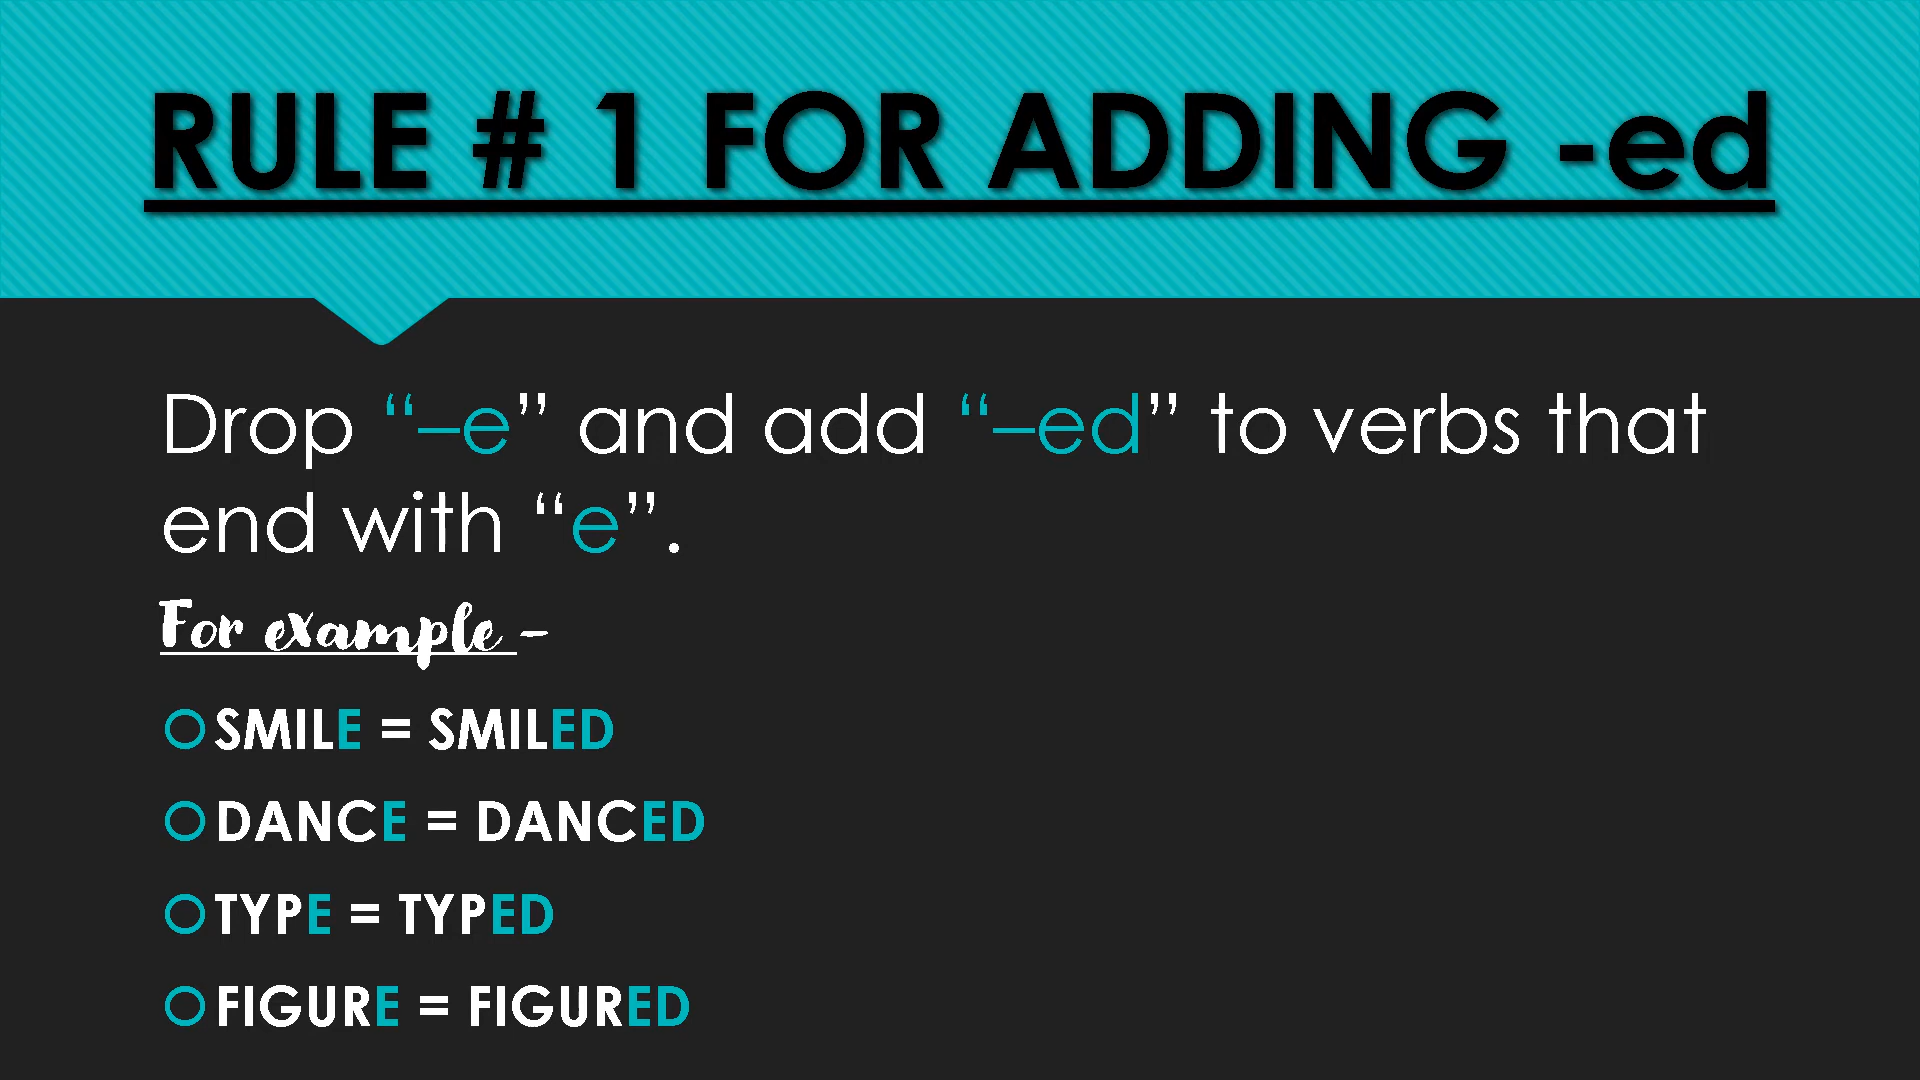 RULE # 1 FOR ADDING -ed
Drop “–e” and add “–ed” to verbs that
end with “e”.
For example -
SMILE = SMILED
DANCE = DANCED
TYPE = TYPED
FIGURE = FIGURED